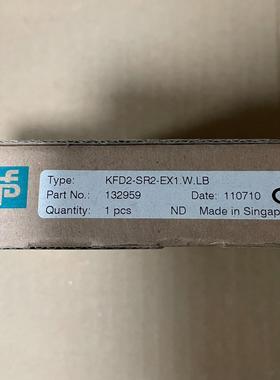 Type: KFD2-SR2-EX1.W.LB
Part No.: 132959 Date: 110710
Quantity: 1 pcs ND Made in Singap